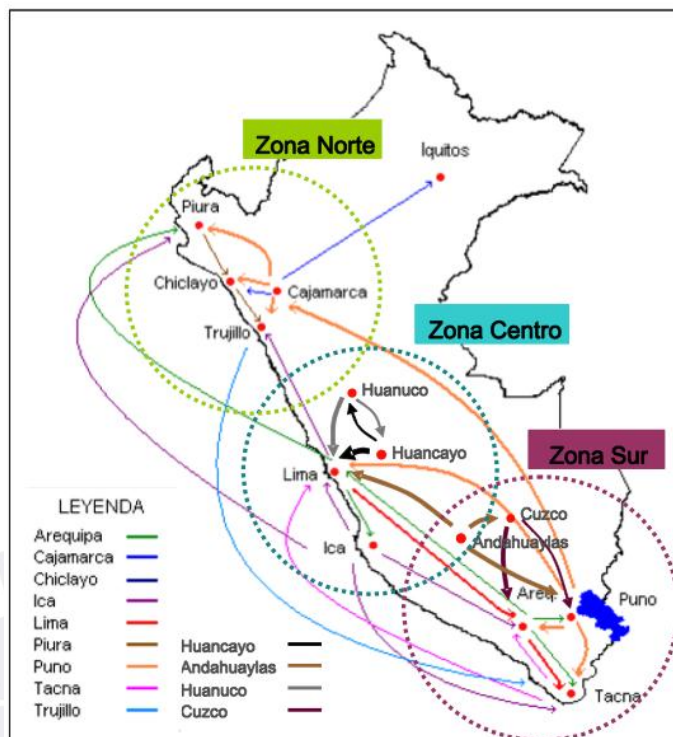 Zona Norte
Iquitos
Piura
Chiclayo
Cajamarca
Trujillo
Zona Centro
Huanuco
Huancayo
Zona Sur
Lima
LEYENDA
Cuzco
Andahuaylas
Ica
Areq.
Puno
Tacna
Arequipa
Cajamarca
Chiclayo
Ica
Lima
Piura
Puno
Tacna
Trujillo
Huancayo
Andahuaylas
Huanuco
Cuzco